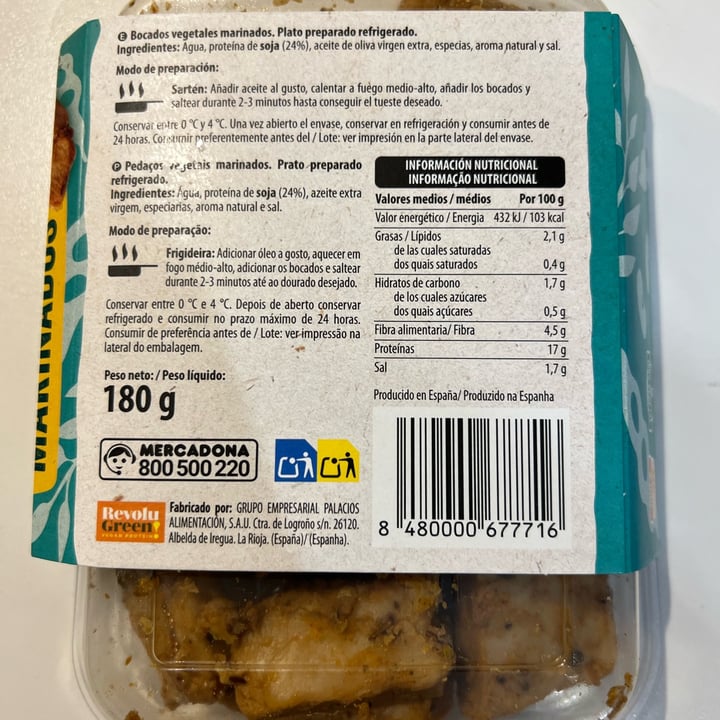 E Bocados vegetales marinados. Plato preparado refrigerado.
Ingredientes: Agua, proteína de soja (24%), aceite de oliva virgen extra, especias, aroma natural y sal.
Modo de preparación:
Sartén: Añadir aceite al gusto, calentar a fuego medio-alto, añadir los bocados y
saltear durante 2-3 minutos hasta conseguir el tueste deseado.
Conservar entre 0 °C y 4 °C. Una vez abierto el envase, conservar en refrigeración y consumir antes de
24 horas. Consumir preferentemente antes del / Lote: ver impresión en la parte lateral del envase.
P Pedaços vegetais marinados. Prato preparado
refrigerado.
Ingredientes: Água, proteína de soja (24%), azeite extra
virgem, especiarias, aroma natural e sal.
Modo de preparação:
Frigideira: Adicionar óleo a gosto, aquecer em
fogo médio-alto, adicionar os bocados e saltear
durante 2-3 minutos até ao dourado desejado.
Conservar entre 0 °C e 4 °C. Depois de aberto conservar
refrigerado e consumir no prazo máximo de 24 horas.
Consumir de preferência antes de / Lote: ver impressão na
lateral do embalagem.
Peso neto: / Peso líquido:
180 g
INFORMACIÓN NUTRICIONAL
INFORMAÇÃO NUTRICIONAL
Valores medios / médios Por 100 g
Valor energético / Energia 432 kJ / 103 kcal
Grasas / Lípidos 2,1 g
de las cuales saturadas
dos quais saturados 0,4 g
Hidratos de carbono 1,7 g
de los cuales azúcares
dos quais açúcares 0,5 g
Fibra alimentaria/ Fibra 4,5 g
Proteínas 17 g
Sal 1,7 g
Producido en España/ Produzido na Espanha
MERCADONA
800 500 220
8 480000 677716
Revolu
Green!
VEGAN PROTEIN
Fabricado por: GRUPO EMPRESARIAL PALACIOS
ALIMENTACIÓN, S.A.U. Ctra. de Logroño s/n. 26120.
Albelda de Iregua. La Rioja. (España)/ (Espanha).
MARINADOS